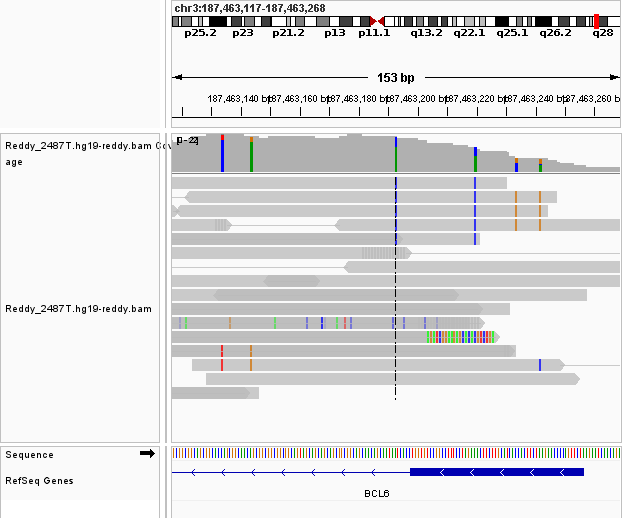 chr3:187,463,117-187,463,268
p25.2 p23 p21.2 p13 p11.1 q13.2 q22.1 q25.1 q26.2 q28
153 bp
187,463,140 bp 187,463,160 bp 187,463,180 bp 187,463,200 bp 187,463,220 bp 187,463,240 bp 187,463,260 bp
Reddy_2487T.hg19-reddy.bam Cov
age
Reddy_2487T.hg19-reddy.bam
Sequence
RefSeq Genes
BCL6